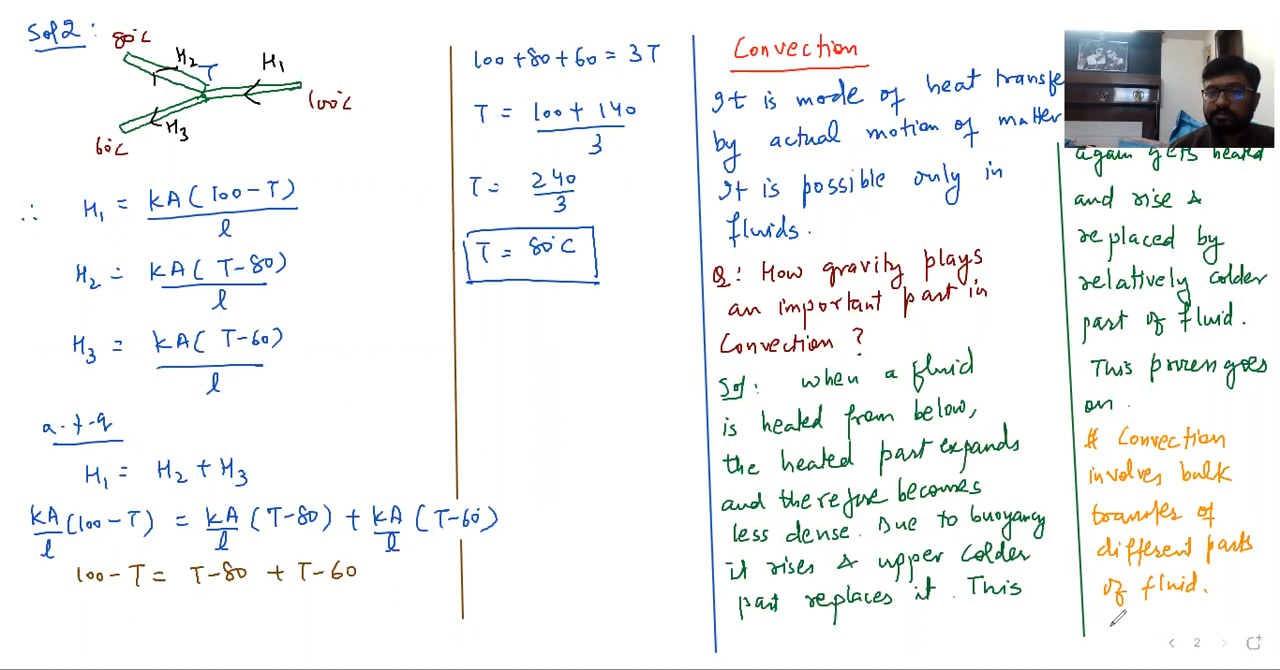 Sol 2 :
80°C
H₂
T
H₁
100°C
H₃
60°C
∴ H₁ = kA(100-T)/l
H₂ = kA(T-80)/l
H₃ = kA(T-60)/l
a.t.q
H₁ = H₂ + H₃
kA/l (100-T) = kA/l (T-80) + kA/l (T-60)
100-T = T-80 + T-60
100+80+60 = 3T
T = 100+140/3
T = 240/3
T = 80°C
Convection
It is mode of heat transfe
by actual motion of matter
It is possible only in
fluids.
Q: How gravity plays
an important part in
Convection ?
Sol: When a fluid
is heated from below,
the heated part expands
and therefore becomes
less dense. Due to buoyancy
it rises & upper colder
part replaces it. This
again gets heated
and rise &
replaced by
relatively colder
part of fluid.
This process goes
on.
# Convection
involves bulk
transfer of
different parts
of fluid.
2